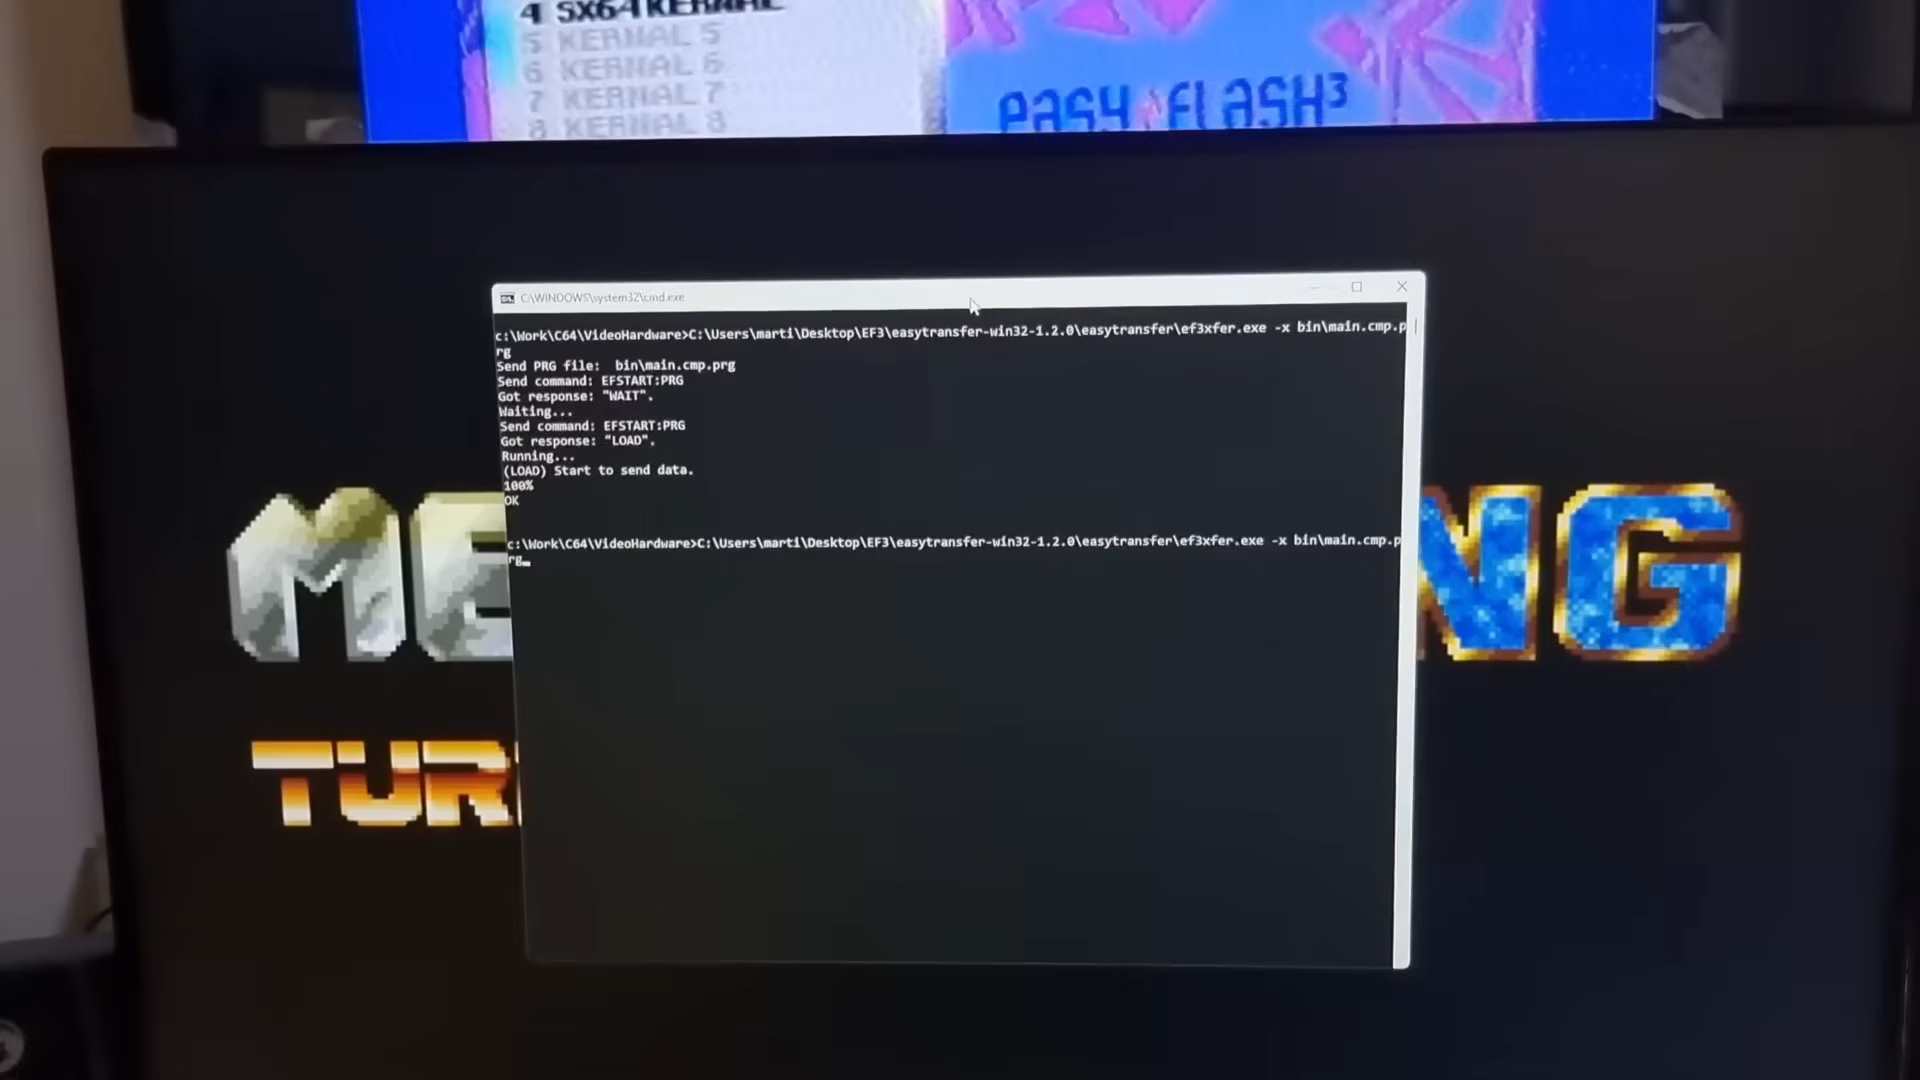 4 SX64 KERNAL
5 KERNAL 5
6 KERNAL 6
7 KERNAL 7
8 KERNAL 8
easy flash³
C:\WINDOWS\system32\cmd.exe
c:\Work\C64\VideoHardware>C:\Users\marti\Desktop\EF3\easytransfer-win32-1.2.0\easytransfer\ef3xfer.exe -x bin\main.cmp.p
rg
Send PRG file:  bin\main.cmp.prg
Send command: EFSTART:PRG
Got response: "WAIT".
Waiting...
Send command: EFSTART:PRG
Got response: "LOAD".
Running...
(LOAD) Start to send data.
100%
OK
c:\Work\C64\VideoHardware>C:\Users\marti\Desktop\EF3\easytransfer-win32-1.2.0\easytransfer\ef3xfer.exe -x bin\main.cmp.p
rg_
ME NG
TUR